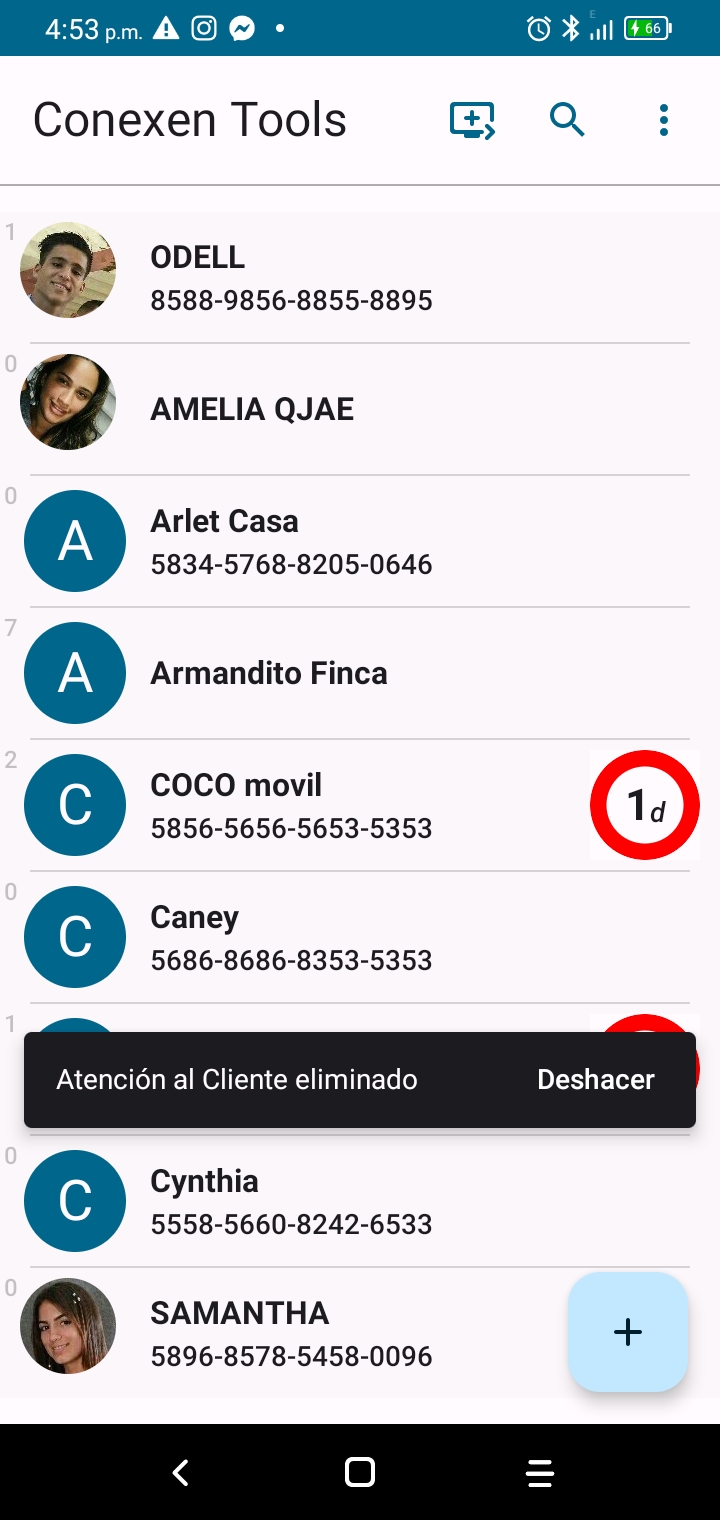 4:53 p.m.
E
66
Conexen Tools
1
ODELL
8588-9856-8855-8895
0
AMELIA QJAE
0
A
Arlet Casa
5834-5768-8205-0646
7
A
Armandito Finca
2
C
COCO movil
5856-5656-5653-5353
1d
0
C
Caney
5686-8686-8353-5353
1
Atención al Cliente eliminado
Deshacer
0
C
Cynthia
5558-5660-8242-6533
0
SAMANTHA
5896-8578-5458-0096
+